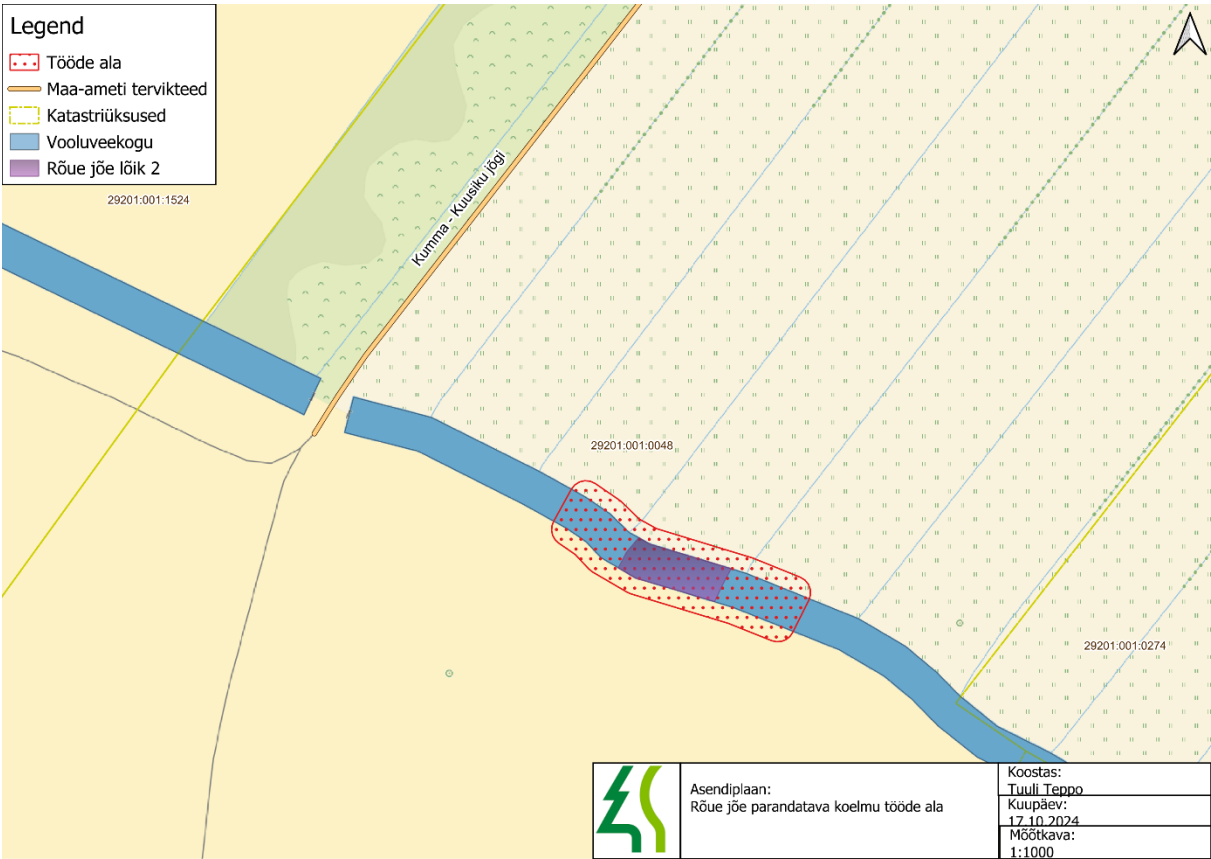 Legend
Tööde ala
Maa-ameti tervikteed
Katastriüksused
Vooluveekogu
Rõue jõe lõik 2
29201:001:1524
Kumma - Kuusiku jõgi
29201:001:0048
29201:001:0274
Asendiplaan:
Rõue jõe parandatava koelmu tööde ala
Koostas:
Tuuli Teppo
Kuupäev:
17.10.2024
Mõõtkava:
1:1000